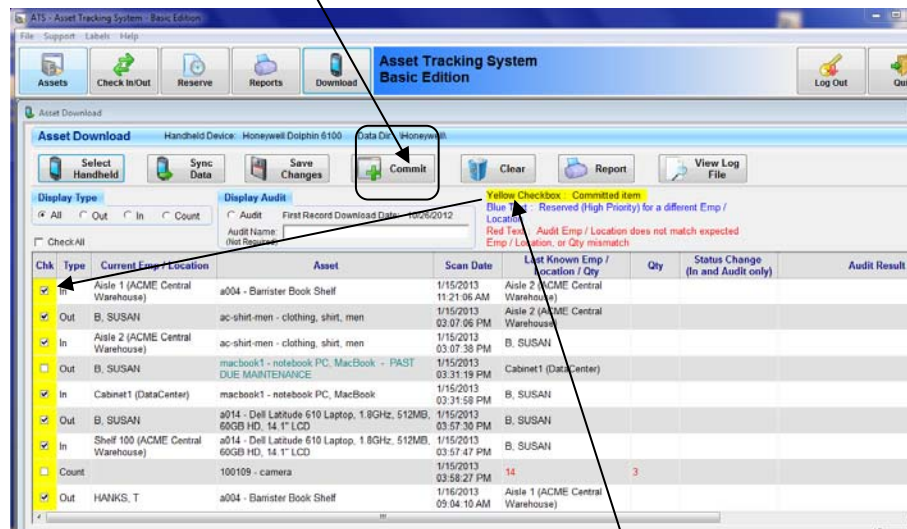 ATS - Asset Tracking System - Basic Edition
File Support Labels Help
Assets Check In/Out Reserve Reports Download Asset Tracking System Basic Edition Log Out
Asset Download
Asset Download Handheld Device: Honeywell Dolphin 6100 Data Dir: \Honeywell\
Select Handheld Sync Data Save Changes Commit Clear Report View Log File
Display Type Display Audit Yellow Checkbox : Committed item
All Out In Count Audit First Record Download Date: 10/26/2012 Blue Text : Reserved (High Priority) for a different Emp / Location
Check All Audit Name: (Not Required) Red Text: Audit Emp / Location does not match expected Emp / Location, or Qty mismatch
Chk Type Current Emp / Location Asset Scan Date Last Known Emp / Location / Qty Qty Status Change (In and Audit only) Audit Result
In Aisle 1 (ACME Central Warehouse) a004 - Barrister Book Shelf 1/15/2013 11:21:06 AM Aisle 2 (ACME Central Warehouse)
Out B, SUSAN ac-shirt-men - clothing, shirt, men 1/15/2013 03:07:06 PM Aisle 2 (ACME Central Warehouse)
In Aisle 2 (ACME Central Warehouse) ac-shirt-men - clothing, shirt, men 1/15/2013 03:07:38 PM B, SUSAN
Out B, SUSAN macbook1 - notebook PC, MacBook - PAST DUE MAINTENANCE 1/15/2013 03:31:19 PM Cabinet1 (DataCenter)
In Cabinet1 (DataCenter) macbook1 - notebook PC, MacBook 1/15/2013 03:31:58 PM B, SUSAN
Out B, SUSAN a014 - Dell Latitude 610 Laptop, 1.8GHz, 512MB, 60GB HD, 14.1" LCD 1/15/2013 03:57:30 PM B, SUSAN
In Shelf 100 (ACME Central Warehouse) a014 - Dell Latitude 610 Laptop, 1.8GHz, 512MB, 60GB HD, 14.1" LCD 1/15/2013 03:57:47 PM B, SUSAN
Count 100109 - camera 1/15/2013 03:58:27 PM 14 3
Out HANKS, T a004 - Barrister Book Shelf 1/16/2013 09:04:10 AM Aisle 1 (ACME Central Warehouse)